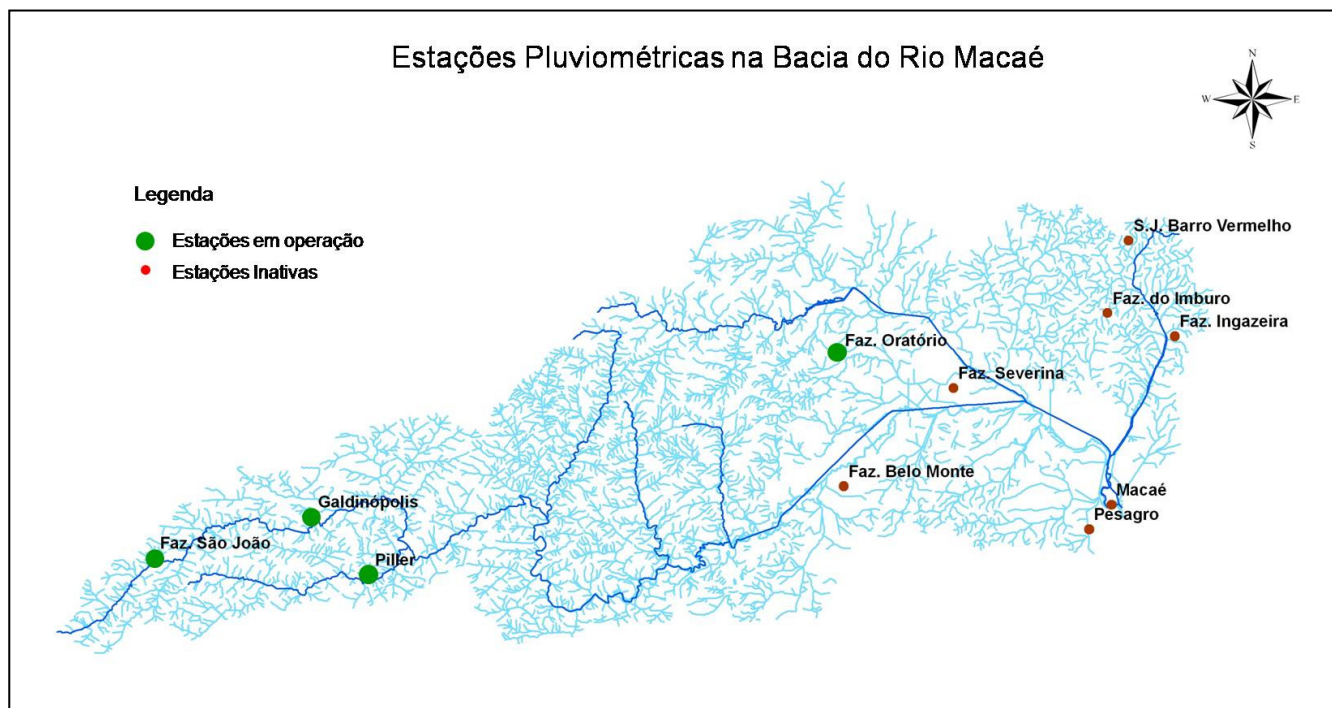 Estações Pluviométricas na Bacia do Rio Macaé
N
W
E
S
Legenda
Estações em operação
Estações Inativas
S.J. Barro Vermelho
Faz. do Imburo
Faz. Ingazeira
Faz. Oratório
Faz. Severina
Faz. Belo Monte
Macaé
Pesagro
Galdinópolis
Faz. São João
Piller